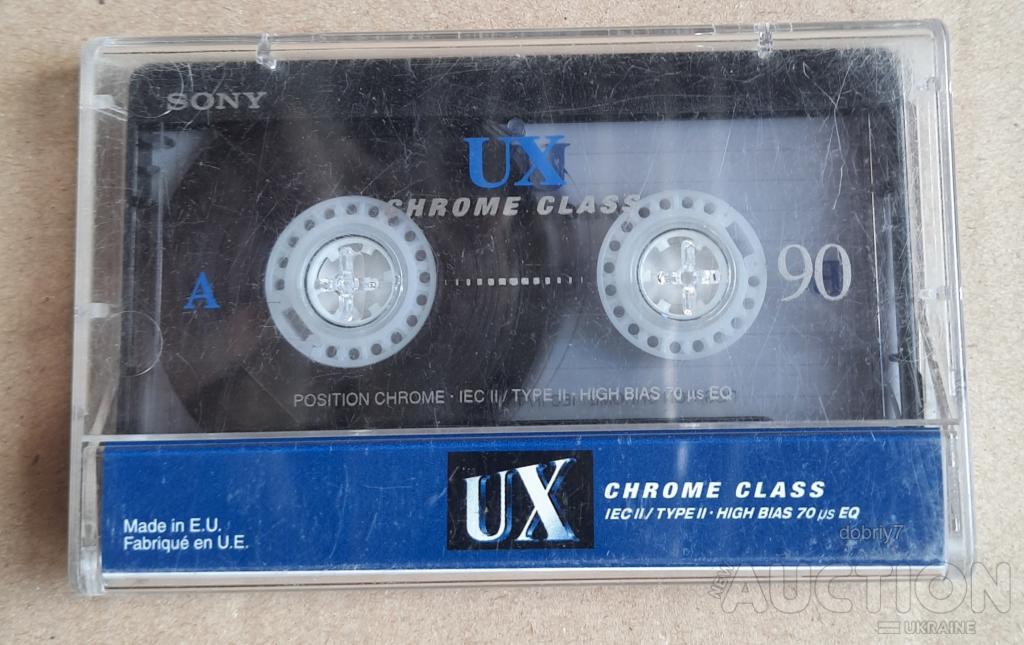 SONY
UX
CHROME CLASS
A
90
POSITION CHROME · IEC II / TYPE II · HIGH BIAS 70 µs EQ
UX
CHROME CLASS
IEC II / TYPE II · HIGH BIAS 70 µs EQ
Made in E.U.
Fabriqué en U.E.
dobriy7
NEW
AUCTION
UKRAINE